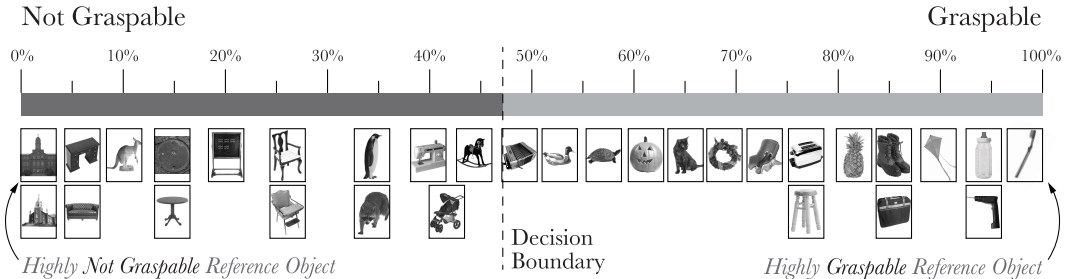 Not Graspable Graspable
0% 10% 20% 30% 40% 50% 60% 70% 80% 90% 100%
Decision
Boundary
Highly Not Graspable Reference Object Highly Graspable Reference Object